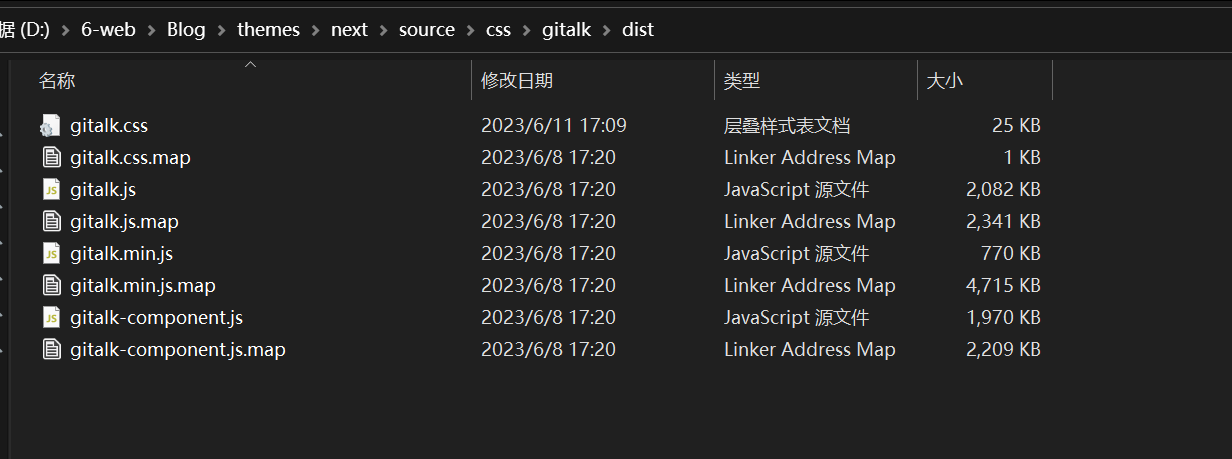 据 (D:) > 6-web > Blog > themes > next > source > css > gitalk > dist
名称 修改日期 类型 大小
gitalk.css 2023/6/11 17:09 层叠样式表文档 25 KB
gitalk.css.map 2023/6/8 17:20 Linker Address Map 1 KB
gitalk.js 2023/6/8 17:20 JavaScript 源文件 2,082 KB
gitalk.js.map 2023/6/8 17:20 Linker Address Map 2,341 KB
gitalk.min.js 2023/6/8 17:20 JavaScript 源文件 770 KB
gitalk.min.js.map 2023/6/8 17:20 Linker Address Map 4,715 KB
gitalk-component.js 2023/6/8 17:20 JavaScript 源文件 1,970 KB
gitalk-component.js.map 2023/6/8 17:20 Linker Address Map 2,209 KB